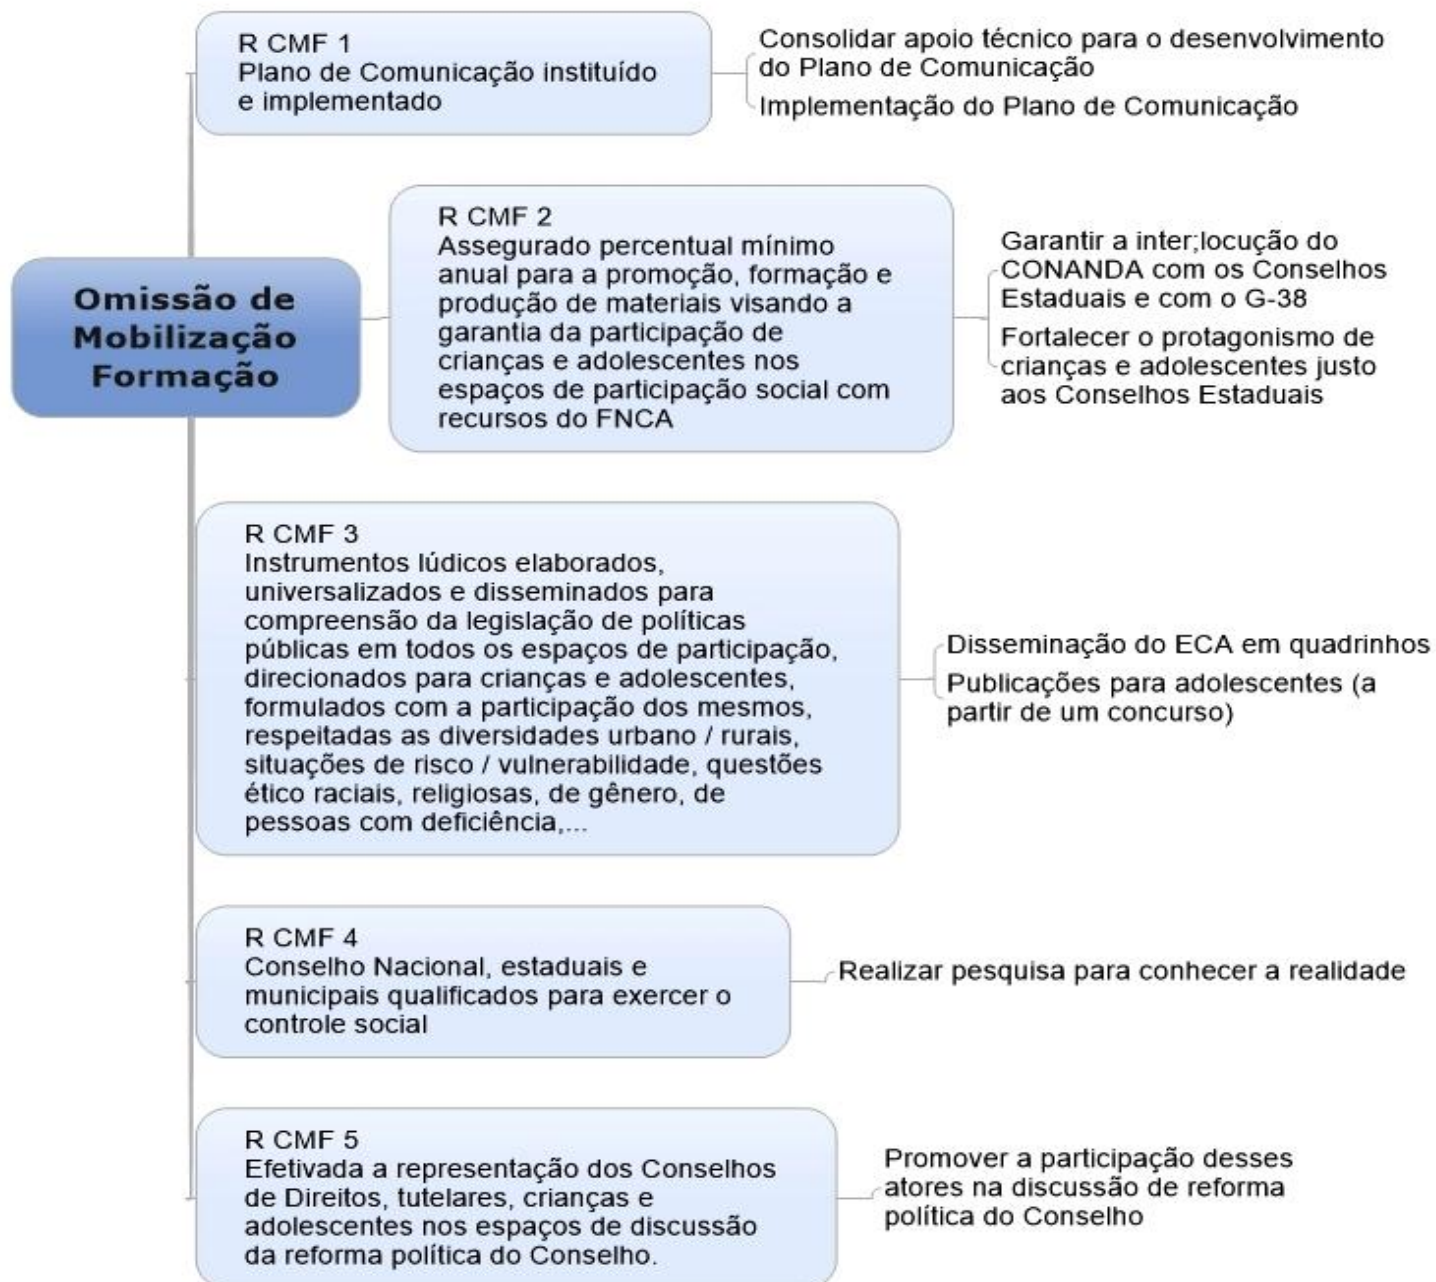 R CMF 1
Plano de Comunicação instituído
e implementado
Consolidar apoio técnico para o desenvolvimento
do Plano de Comunicação
Implementação do Plano de Comunicação
Omissão de
Mobilização
Formação
R CMF 2
Assegurado percentual mínimo
anual para a promoção, formação e
produção de materiais visando a
garantia da participação de
crianças e adolescentes nos
espaços de participação social com
recursos do FNCA
Garantir a inter;locução do
CONANDA com os Conselhos
Estaduais e com o G-38
Fortalecer o protagonismo de
crianças e adolescentes justo
aos Conselhos Estaduais
R CMF 3
Instrumentos lúdicos elaborados,
universalizados e disseminados para
compreensão da legislação de políticas
públicas em todos os espaços de participação,
direcionados para crianças e adolescentes,
formulados com a participação dos mesmos,
respeitadas as diversidades urbano / rurais,
situações de risco / vulnerabilidade, questões
ético raciais, religiosas, de gênero, de
pessoas com deficiência,...
Disseminação do ECA em quadrinhos
Publicações para adolescentes (a
partir de um concurso)
R CMF 4
Conselho Nacional, estaduais e
municipais qualificados para exercer o
controle social
Realizar pesquisa para conhecer a realidade
R CMF 5
Efetivada a representação dos Conselhos
de Direitos, tutelares, crianças e
adolescentes nos espaços de discussão
da reforma política do Conselho.
Promover a participação desses
atores na discussão de reforma
política do Conselho